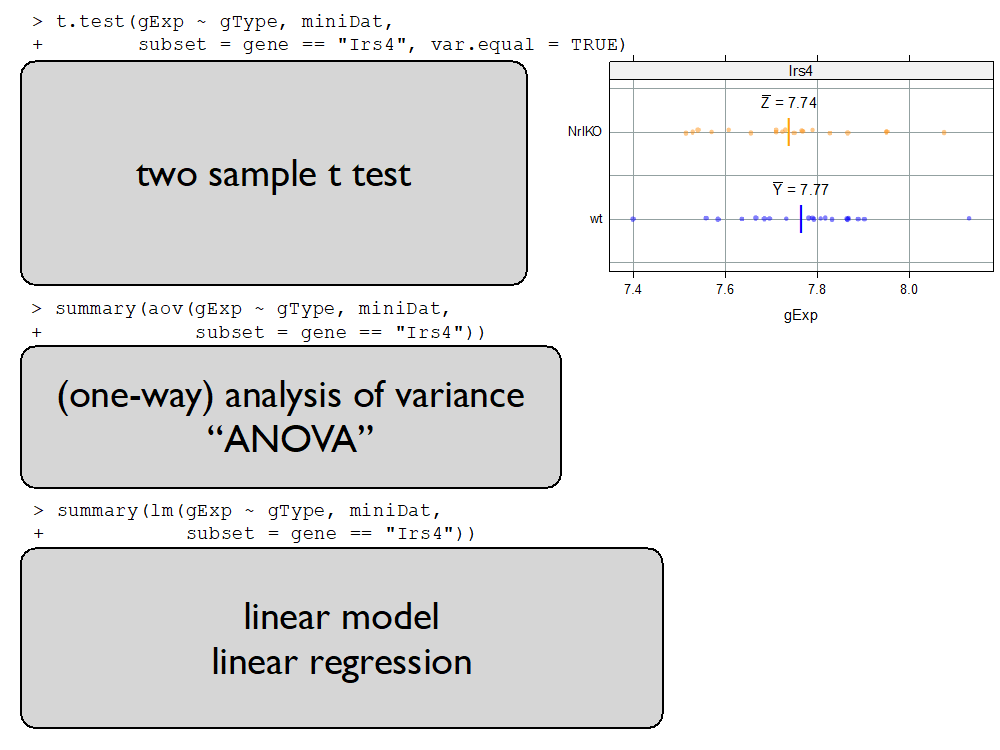 > t.test(gExp ~ gType, miniDat,
+ subset = gene == "Irs4", var.equal = TRUE)
two sample t test
Irs4
Z̅ = 7.74
NrlKO
Y̅ = 7.77
wt
7.4 7.6 7.8 8.0
gExp
> summary(aov(gExp ~ gType, miniDat,
+ subset = gene == "Irs4"))
(one-way) analysis of variance
“ANOVA”
> summary(lm(gExp ~ gType, miniDat,
+ subset = gene == "Irs4"))
linear model
linear regression